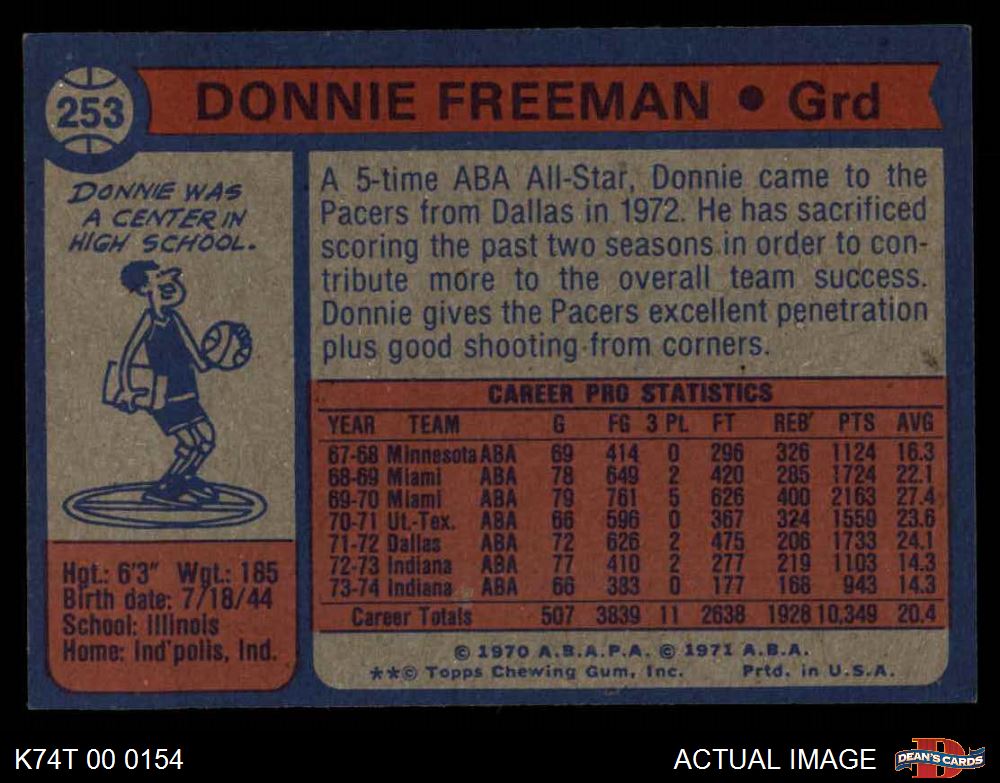 253
DONNIE FREEMAN • Grd
DONNIE WAS
A CENTER IN
HIGH SCHOOL.
Hgt.: 6'3" Wgt.: 185
Birth date: 7/18/44
School: Illinois
Home: Ind'polis, Ind.
A 5-time ABA All-Star, Donnie came to the
Pacers from Dallas in 1972. He has sacrificed
scoring the past two seasons in order to con-
tribute more to the overall team success.
Donnie gives the Pacers excellent penetration
plus good shooting from corners.
CAREER PRO STATISTICS
YEAR TEAM G FG 3 Pt. FT REB' PTS AVG
67-68 Minnesota ABA 69 414 0 296 326 1124 16.3
68-69 Miami ABA 78 649 2 420 285 1724 22.1
69-70 Miami ABA 79 761 5 626 400 2163 27.4
70-71 Ut.-Tex. ABA 66 596 0 367 324 1559 23.6
71-72 Dallas ABA 72 626 2 475 206 1733 24.1
72-73 Indiana ABA 77 410 2 277 219 1103 14.3
73-74 Indiana ABA 66 383 0 177 168 943 14.3
Career Totals 507 3839 11 2638 1928 10,349 20.4
© 1970 A.B.A.P.A. © 1971 A.B.A.
**© Topps Chewing Gum, Inc. Prtd. in U.S.A.
K74T 00 0154
ACTUAL IMAGE
D
DEAN'S CARDS